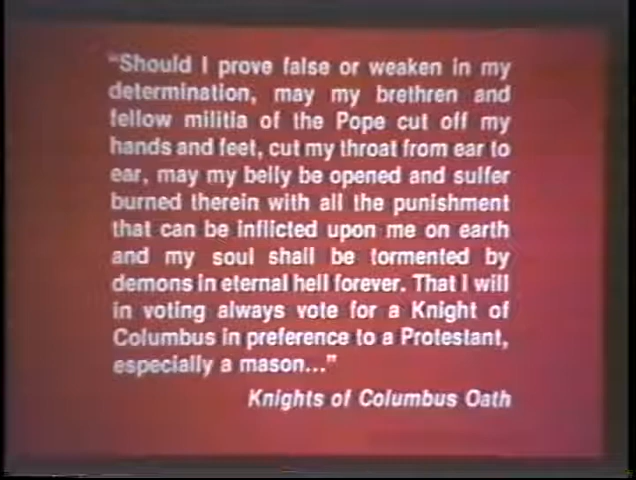 "Should I prove false or weaken in my
determination, may my brethren and
fellow militia of the Pope cut off my
hands and feet, cut my throat from ear to
ear, may my belly be opened and sulfer
burned therein with all the punishment
that can be inflicted upon me on earth
and my soul shall be tormented by
demons in eternal hell forever. That I will
in voting always vote for a Knight of
Columbus in preference to a Protestant,
especially a mason..."
Knights of Columbus Oath